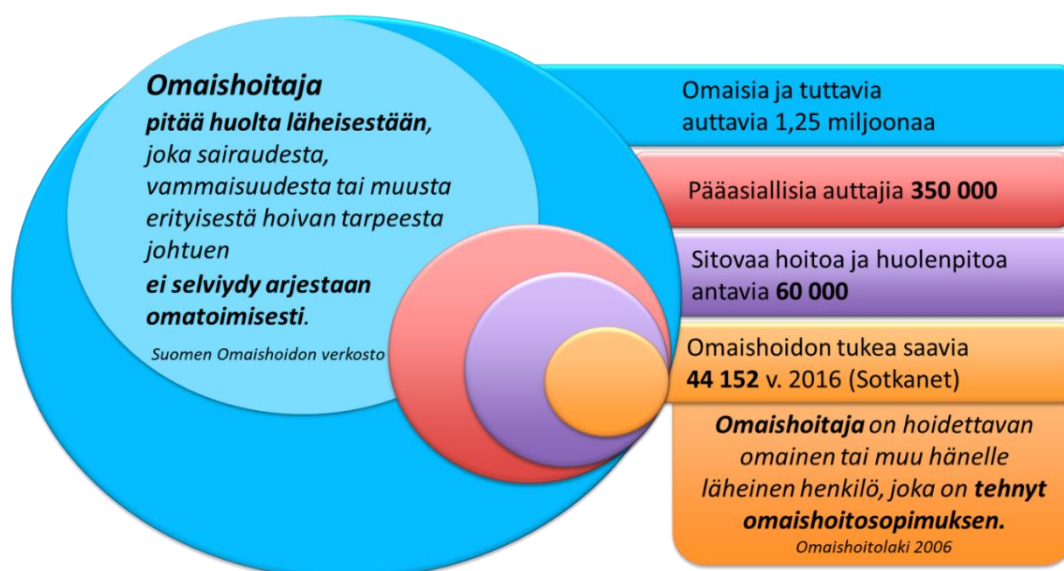 Omaishoitaja
pitää huolta läheisestään,
joka sairaudesta,
vammaisuudesta tai muusta
erityisestä hoivan tarpeesta
johtuen
ei selviydy arjestaan
omatoimisesti.
Suomen Omaishoidon verkosto
Omaisia ja tuttavia
auttavia 1,25 miljoonaa
Pääasiallisia auttajia 350 000
Sitovaa hoitoa ja huolenpitoa
antavia 60 000
Omaishoidon tukea saavia
44 152 v. 2016 (Sotkanet)
Omaishoitaja on hoidettavan
omainen tai muu hänelle
läheinen henkilö, joka on tehnyt
omaishoitosopimuksen.
Omaishoitolaki 2006